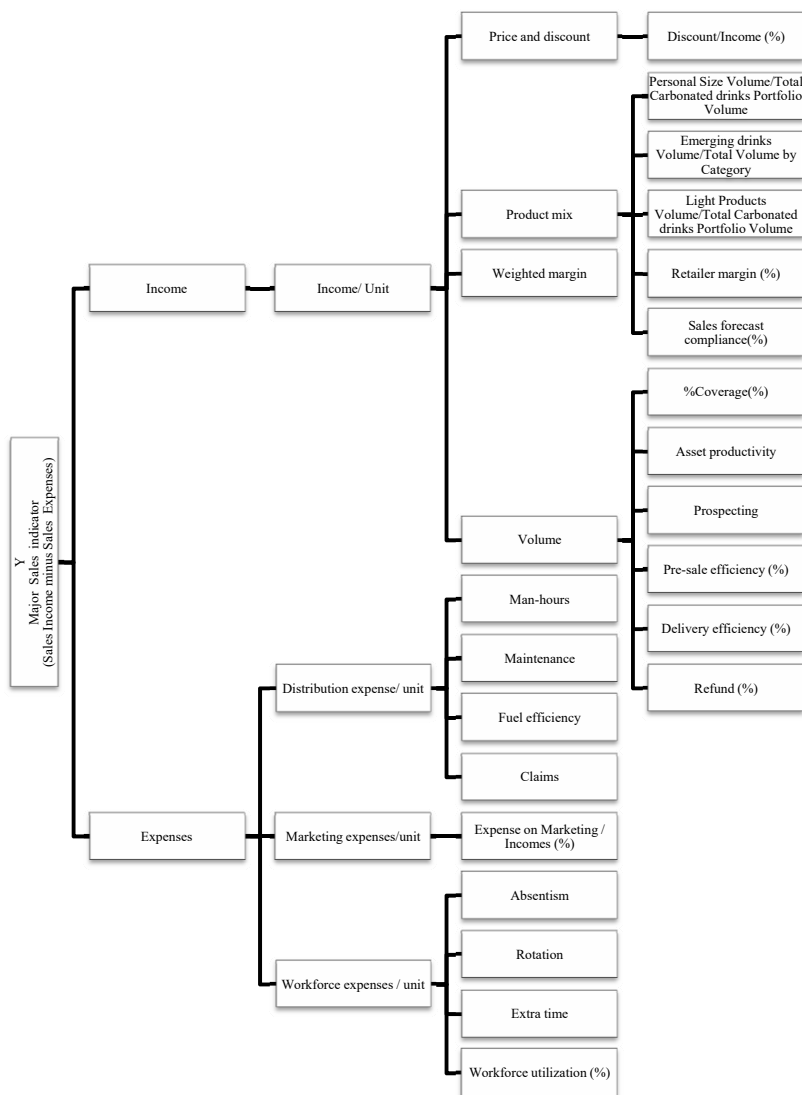 Price and discount
Discount/Income (%)
Personal Size Volume/Total
Carbonated drinks Portfolio
Volume
Emerging drinks
Volume/Total Volume by
Category
Product mix
Light Products
Volume/Total Carbonated
drinks Portfolio Volume
Income
Income/ Unit
Weighted margin
Retailer margin (%)
Sales forecast
compliance(%)
%Coverage(%)
Asset productivity
Prospecting
Y
Major Sales indicator
(Sales Income minus Sales Expenses)
Volume
Pre-sale efficiency (%)
Delivery efficiency (%)
Refund (%)
Man-hours
Maintenance
Distribution expense/ unit
Fuel efficiency
Claims
Expenses
Marketing expenses/unit
Expense on Marketing /
Incomes (%)
Absentism
Rotation
Workforce expenses / unit
Extra time
Workforce utilization (%)